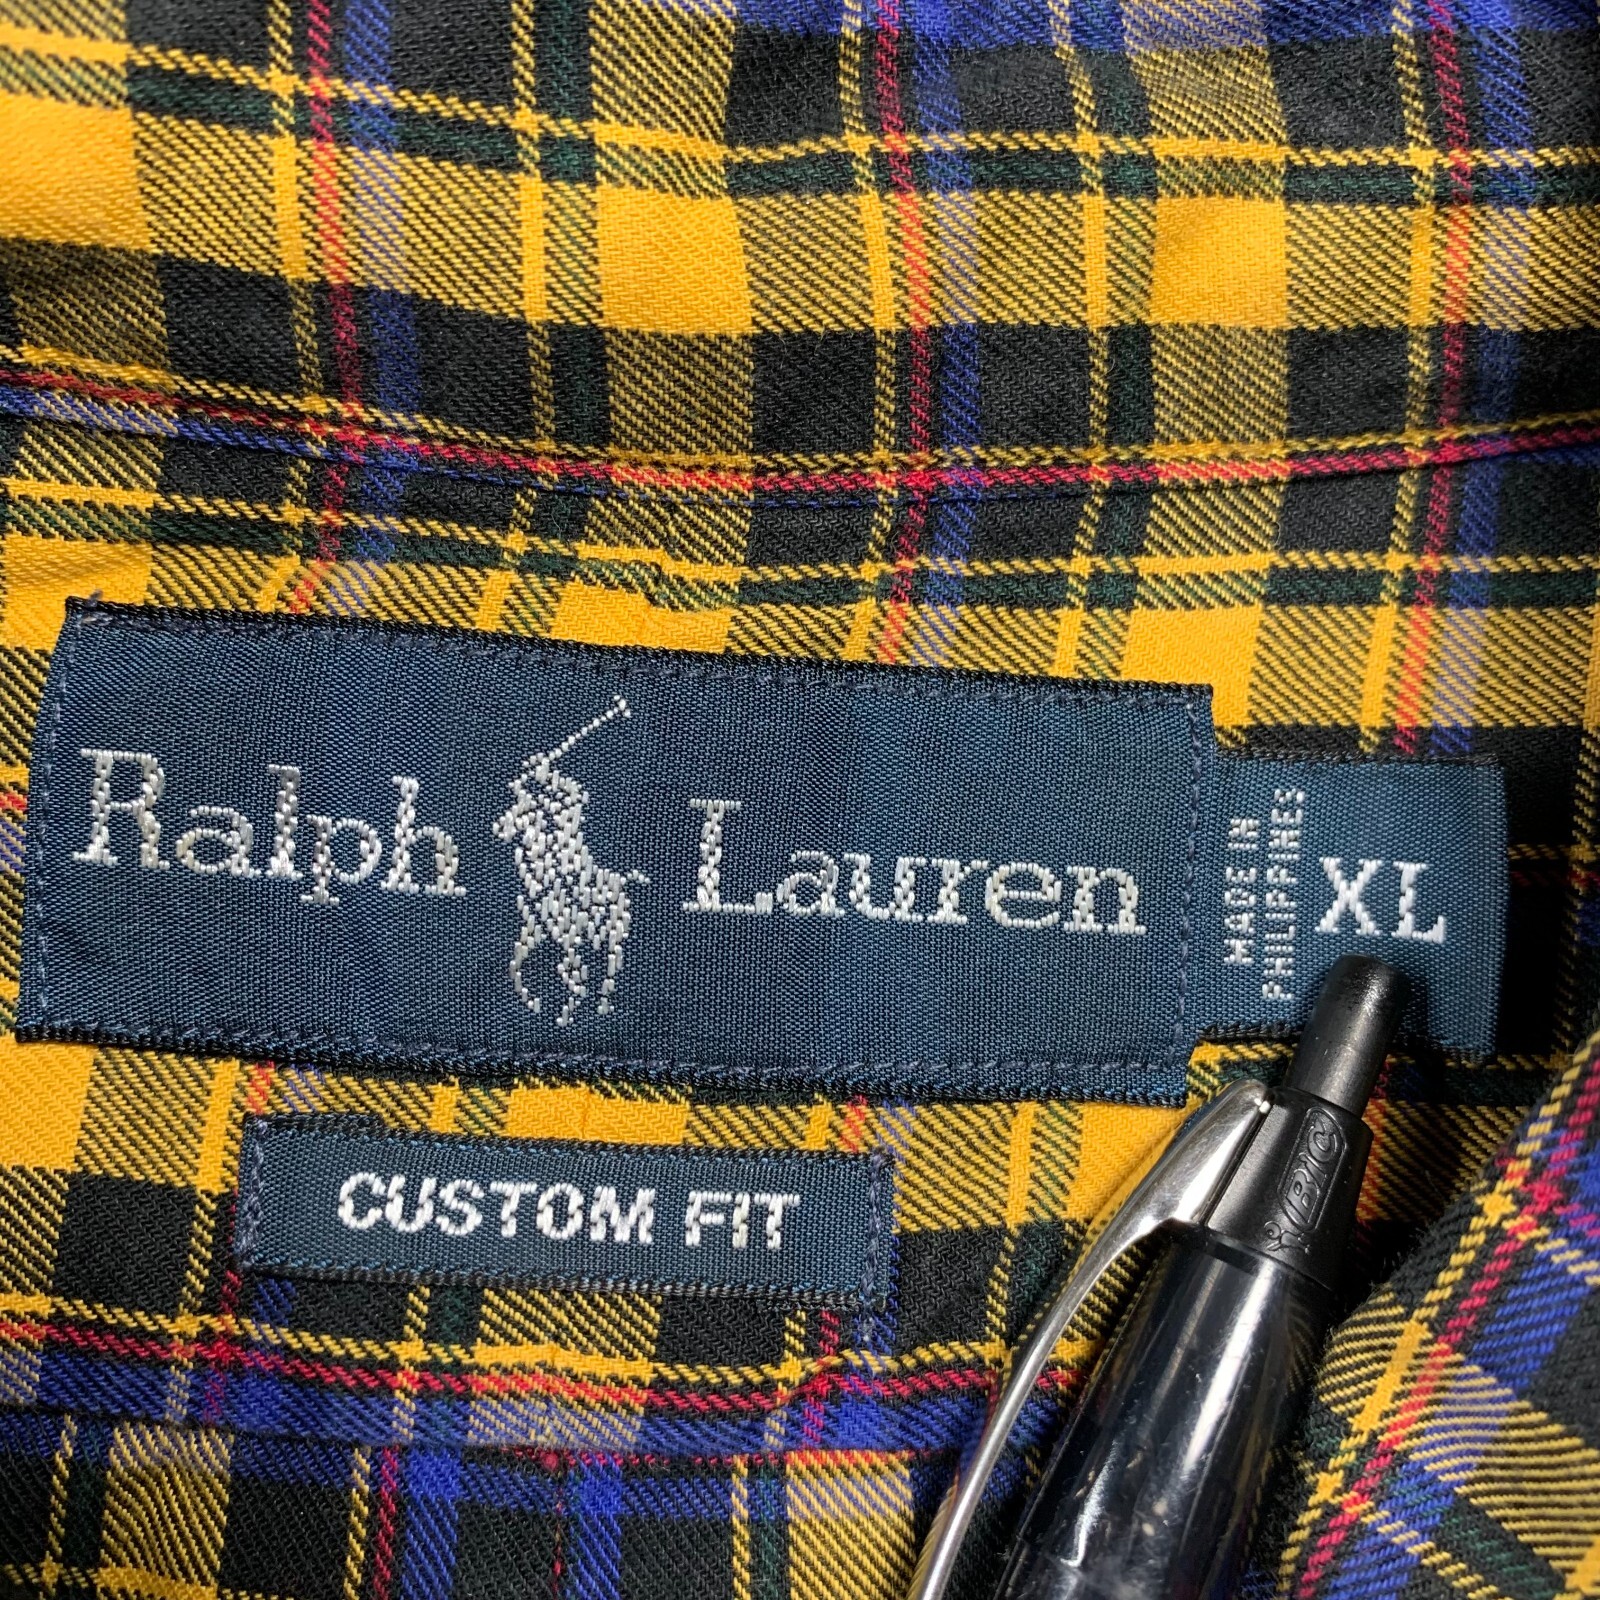 Ralph Lauren
MADE IN
PHILIPPINES
XL
CUSTOM FIT
BIC